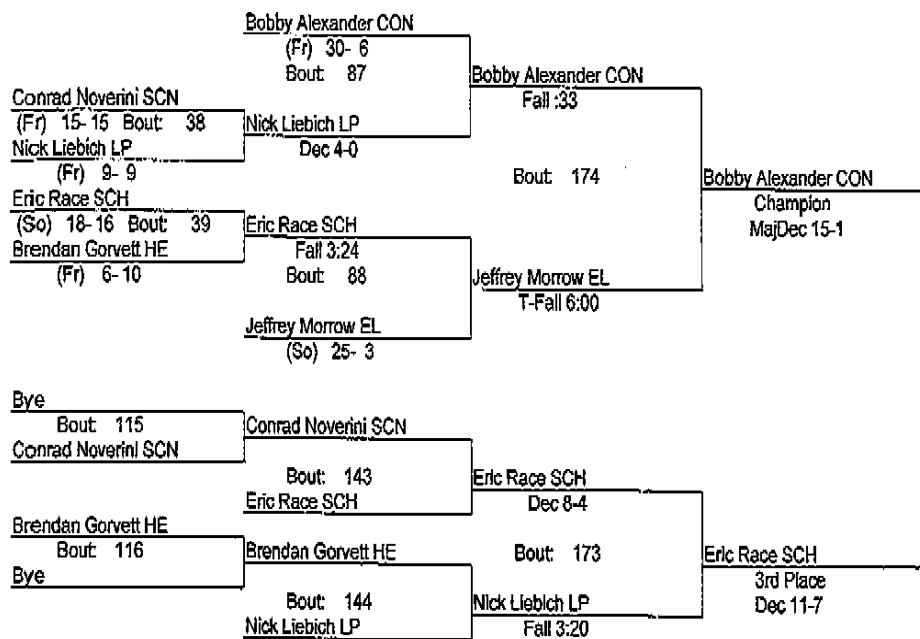 Bobby Alexander CON
(Fr) 30- 6
Bout: 87
Bobby Alexander CON
Fall :33
Conrad Noverini SCN
(Fr) 15- 15 Bout: 38
Nick Liebich LP
Dec 4-0
Nick Liebich LP
(Fr) 9- 9
Bout: 174
Bobby Alexander CON
Champion
MajDec 15-1
Eric Race SCH
(So) 18-16 Bout: 39
Eric Race SCH
Fall 3:24
Brendan Gorvett HE
(Fr) 6- 10
Bout: 88
Jeffrey Morrow EL
T-Fall 6:00
Jeffrey Morrow EL
(So) 25- 3
Bye
Bout: 115
Conrad Noverini SCN
Conrad Noverini SCN
Bout: 143
Eric Race SCH
Dec 8-4
Eric Race SCH
Brendan Gorvett HE
Bout: 116
Brendan Gorvett HE
Bout: 173
Eric Race SCH
3rd Place
Dec 11-7
Bye
Bout: 144
Nick Liebich LP
Fall 3:20
Nick Liebich LP